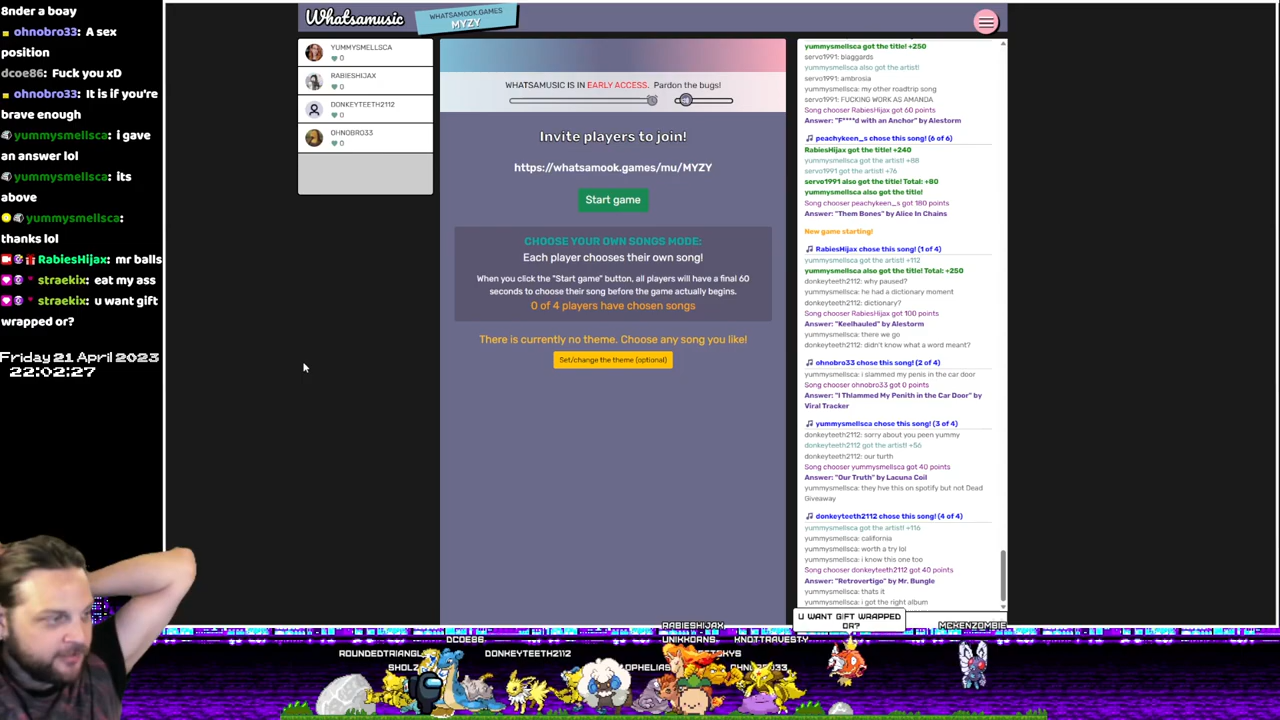 8nder a boay
ohnobro33: A sex
position
dco86: Fuck you no
ohnobro33: It is if you're
brave enough
yummysmellsca: i gave
an answer lol
yummysmellsca: its
above
yummysmellsca:
thanks lol
RabiesHijax: mr balls
straekix: else
straekix: u want gift
wrapped or?
Friday, 21 April 2023
Whatsamusic
WHATSAMOOK.GAMES
MYZY
YUMMYSMELLSCA
0
RABIESHIJAX
0
DONKEYTEETH2112
0
OHNOBRO33
0
WHATSAMUSIC IS IN EARLY ACCESS. Pardon the bugs!
Invite players to join!
https://whatsamook.games/mu/MYZY
Start game
CHOOSE YOUR OWN SONGS MODE:
Each player chooses their own song!
When you click the "Start game" button, all players will have a final 60
seconds to choose their song before the game actually begins.
0 of 4 players have chosen songs
There is currently no theme. Choose any song you like!
Set/change the theme (optional)
yummysmellsca got the title! +250
servo1991: blaggards
yummysmellsca also got the artist!
servo1991: ambrosia
yummysmellsca: my other roadtrip song
servo1991: FUCKING WORK AS AMANDA
Song chooser RabiesHijax got 60 points
Answer: "F****d with an Anchor" by Alestorm
peachykeen_s chose this song! (6 of 6)
RabiesHijax got the title! +240
yummysmellsca got the artist! +88
servo1991 got the artist! +76
servo1991 also got the title! Total: +80
yummysmellsca also got the title!
Song chooser peachykeen_s got 180 points
Answer: "Them Bones" by Alice In Chains
New game starting!
RabiesHijax chose this song! (1 of 4)
yummysmellsca got the artist! +112
yummysmellsca also got the title! Total: +250
donkeyteeth2112: why paused?
yummysmellsca: he had a dictionary moment
donkeyteeth2112: dictionary?
Song chooser RabiesHijax got 100 points
Answer: "Keelhauled" by Alestorm
yummysmellsca: there we go
donkeyteeth2112: didn't know what a word meant?
ohnobro33 chose this song! (2 of 4)
yummysmellsca: i slammed my penis in the car door
Song chooser ohnobro33 got 0 points
Answer: "I Thlammed My Penith in the Car Door" by
Viral Tracker
yummysmellsca chose this song! (3 of 4)
donkeyteeth2112: sorry about you peen yummy
donkeyteeth2112 got the artist! +56
donkeyteeth2112: our turth
Song chooser yummysmellsca got 40 points
Answer: "Our Truth" by Lacuna Coil
yummysmellsca: they hve this on spotify but not Dead
Giveaway
donkeyteeth2112 chose this song! (4 of 4)
yummysmellsca got the artist! +116
yummysmellsca: california
yummysmellsca: worth a try lol
yummysmellsca: i know this one too
Song chooser donkeyteeth2112 got 40 points
Answer: "Retrovertigo" by Mr. Bungle
yummysmellsca: thats it
yummysmellsca: i got the right album
U WANT GIFT WRAPPED
OR?
RABIESHIJAX
MCKENZOMBIE
DCOEBB
UNIKKORNS
KNOTTRAVESTY
ROUNDEDTRIANGLES
DONKEYTEETH2112
SHOLZ